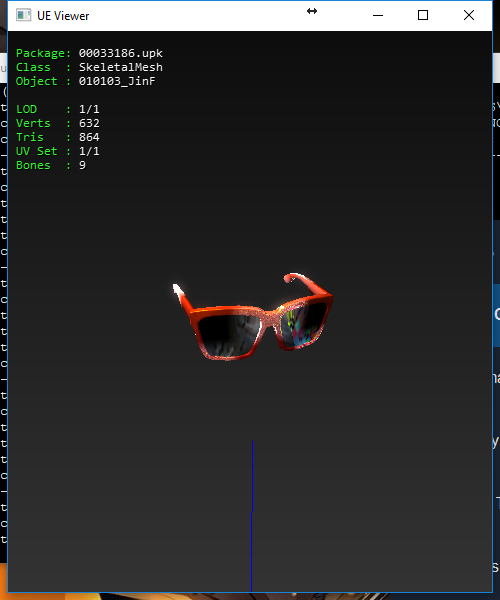 UE Viewer
Package: 00033186.upk
Class  : SkeletalMesh
Object : 010103_JinF
LOD    : 1/1
Verts  : 632
Tris   : 864
UV Set : 1/1
Bones  : 9